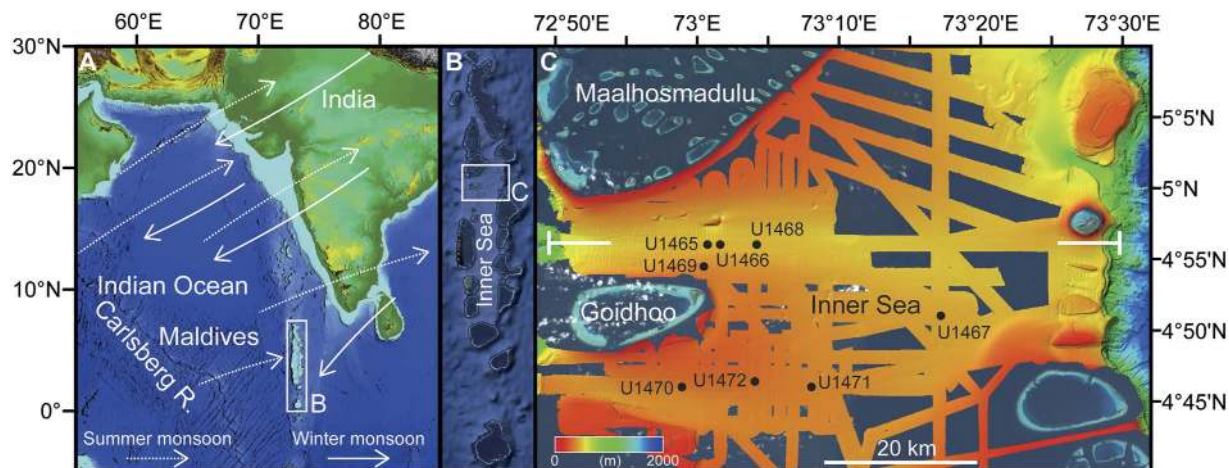 60°E 70°E 80°E
72°50'E 73° 73°10'E 73°20'E 73°30'E
30°N
20°N
10°N
0°
A
India
Indian Ocean
Maldives
Carlsberg R.
B
Summer monsoon
Winter monsoon
B
C
Inner Sea
C
Maalhosmadulu
U1465
U1468
U1466
U1469
Goidhoo
Inner Sea
U1467
U1470
U1472
U1471
0 (m) 2000
20 km
5°5'N
5°N
4°55'N
4°50'N
4°45'N